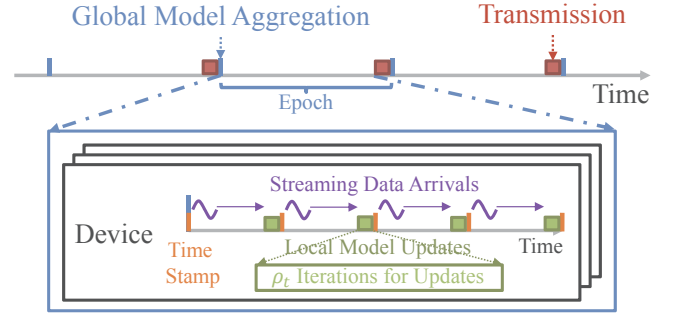 Global Model Aggregation
Transmission
Time
Epoch
Streaming Data Arrivals
Device
Time
Stamp
Local Model Updates
Time
ρ_t Iterations for Updates